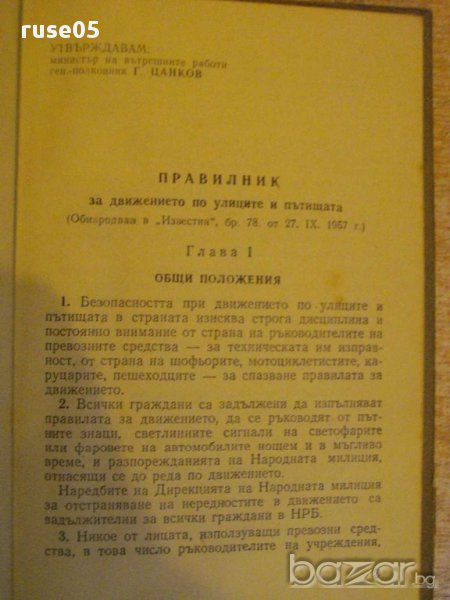 ruse05
УТВЪРЖДАВАМ:
министър на вътрешните работи
ген.-полковник Г. ЦАНКОВ
ПРАВИЛНИК
за движението по улиците и пътищата
(Обнародван в „Известия“, бр. 78. от 27. IX. 1957 г.)
Глава I
ОБЩИ ПОЛОЖЕНИЯ
1. Безопасността при движението по улиците и
пътищата в страната изисква строга дисциплина и
постоянно внимание от страна на ръководителите на
превозните средства — за техническата им изправ-
ност, от страна на шофьорите, мотоциклетистите, ка-
руцарите, пешеходците — за спазване правилата за
движението.
2. Всички граждани са задължени да изпълняват
правилата за движението, да се ръководят от път-
ните знаци, светлинните сигнали на светофарите
или фаровете на автомобилите нощем и в мъгливо
време, и разпорежданията на Народната милиция,
отнасящи се до реда по движението.
Наредбите на Дирекцията на Народната милиция
за отстраняване на нередностите в движението са
задължителни за всички граждани в НРБ.
3. Никое от лицата, използуващи превозни сред-
ства, в това число ръководителите на учреждения,
bazar.bg